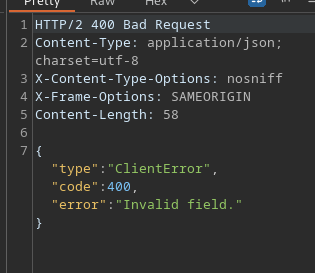 Pretty Raw Hex
1 HTTP/2 400 Bad Request
2 Content-Type: application/json;
charset=utf-8
3 X-Content-Type-Options: nosniff
4 X-Frame-Options: SAMEORIGIN
5 Content-Length: 58
6
7 {
"type":"ClientError",
"code":400,
"error":"Invalid field."
}